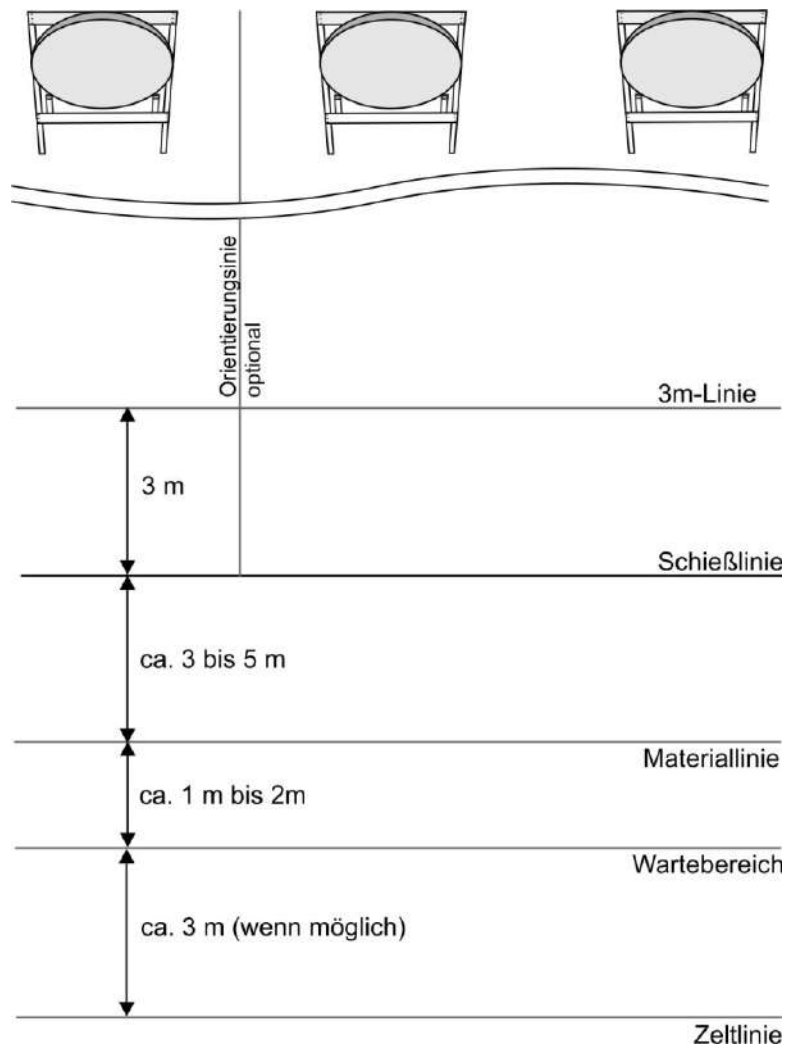 Orientierungsinie
optional
3m-Linie
3 m
Schießlinie
ca. 3 bis 5 m
Materiallinie
ca. 1 m bis 2m
Wartebereich
ca. 3 m (wenn möglich)
Zeltlinie